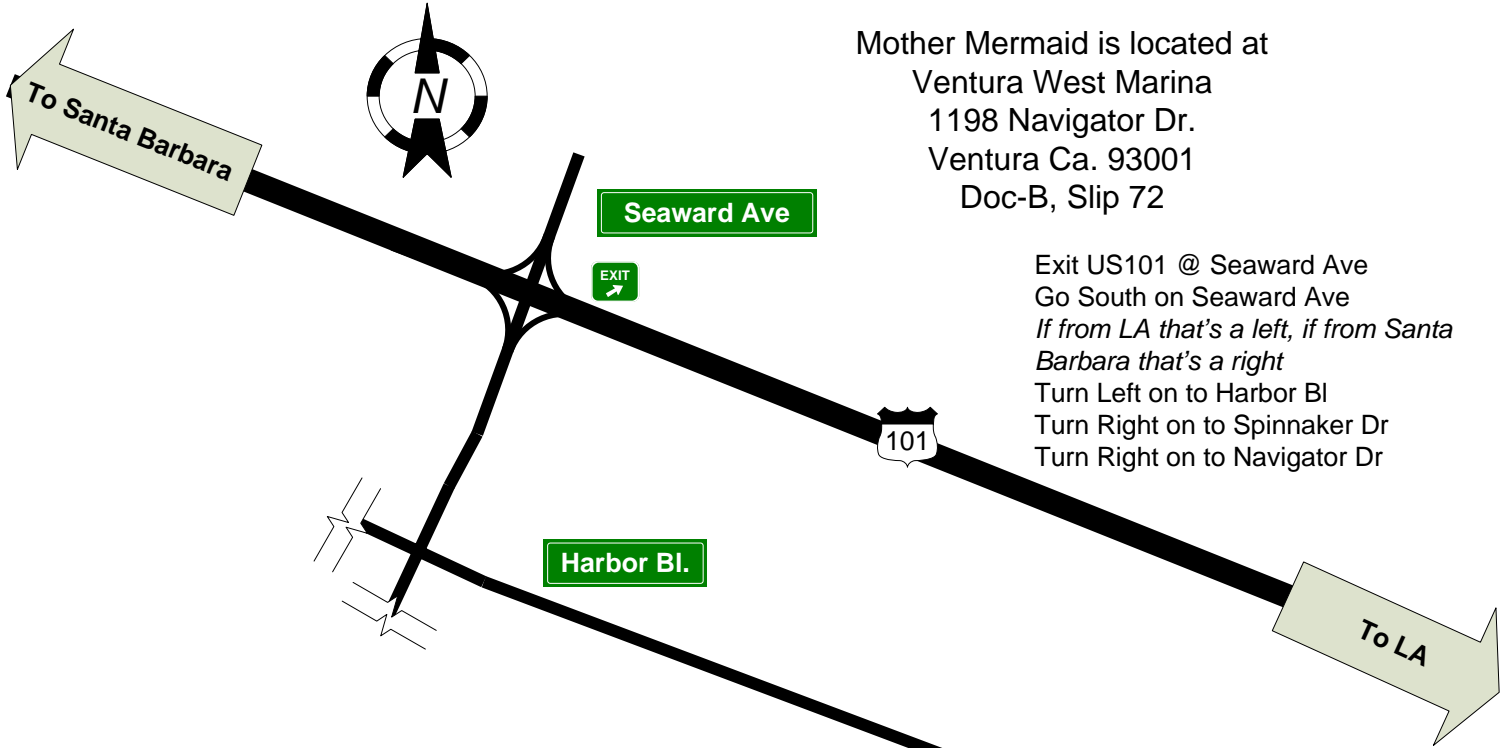 Mother Mermaid is located at
Ventura West Marina
1198 Navigator Dr.
Ventura Ca. 93001
Doc-B, Slip 72
N
To Santa Barbara
Seaward Ave
EXIT
Exit US101 @ Seaward Ave
Go South on Seaward Ave
If from LA that's a left, if from Santa
Barbara that's a right
Turn Left on to Harbor Bl
Turn Right on to Spinnaker Dr
Turn Right on to Navigator Dr
101
Harbor Bl.
To LA